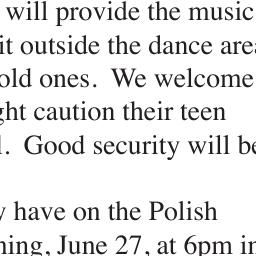 will provide the music
it outside the dance are
old ones.  We welcome
ght caution their teen
.  Good security will be
y have on the Polish
ning, June 27, at 6pm in